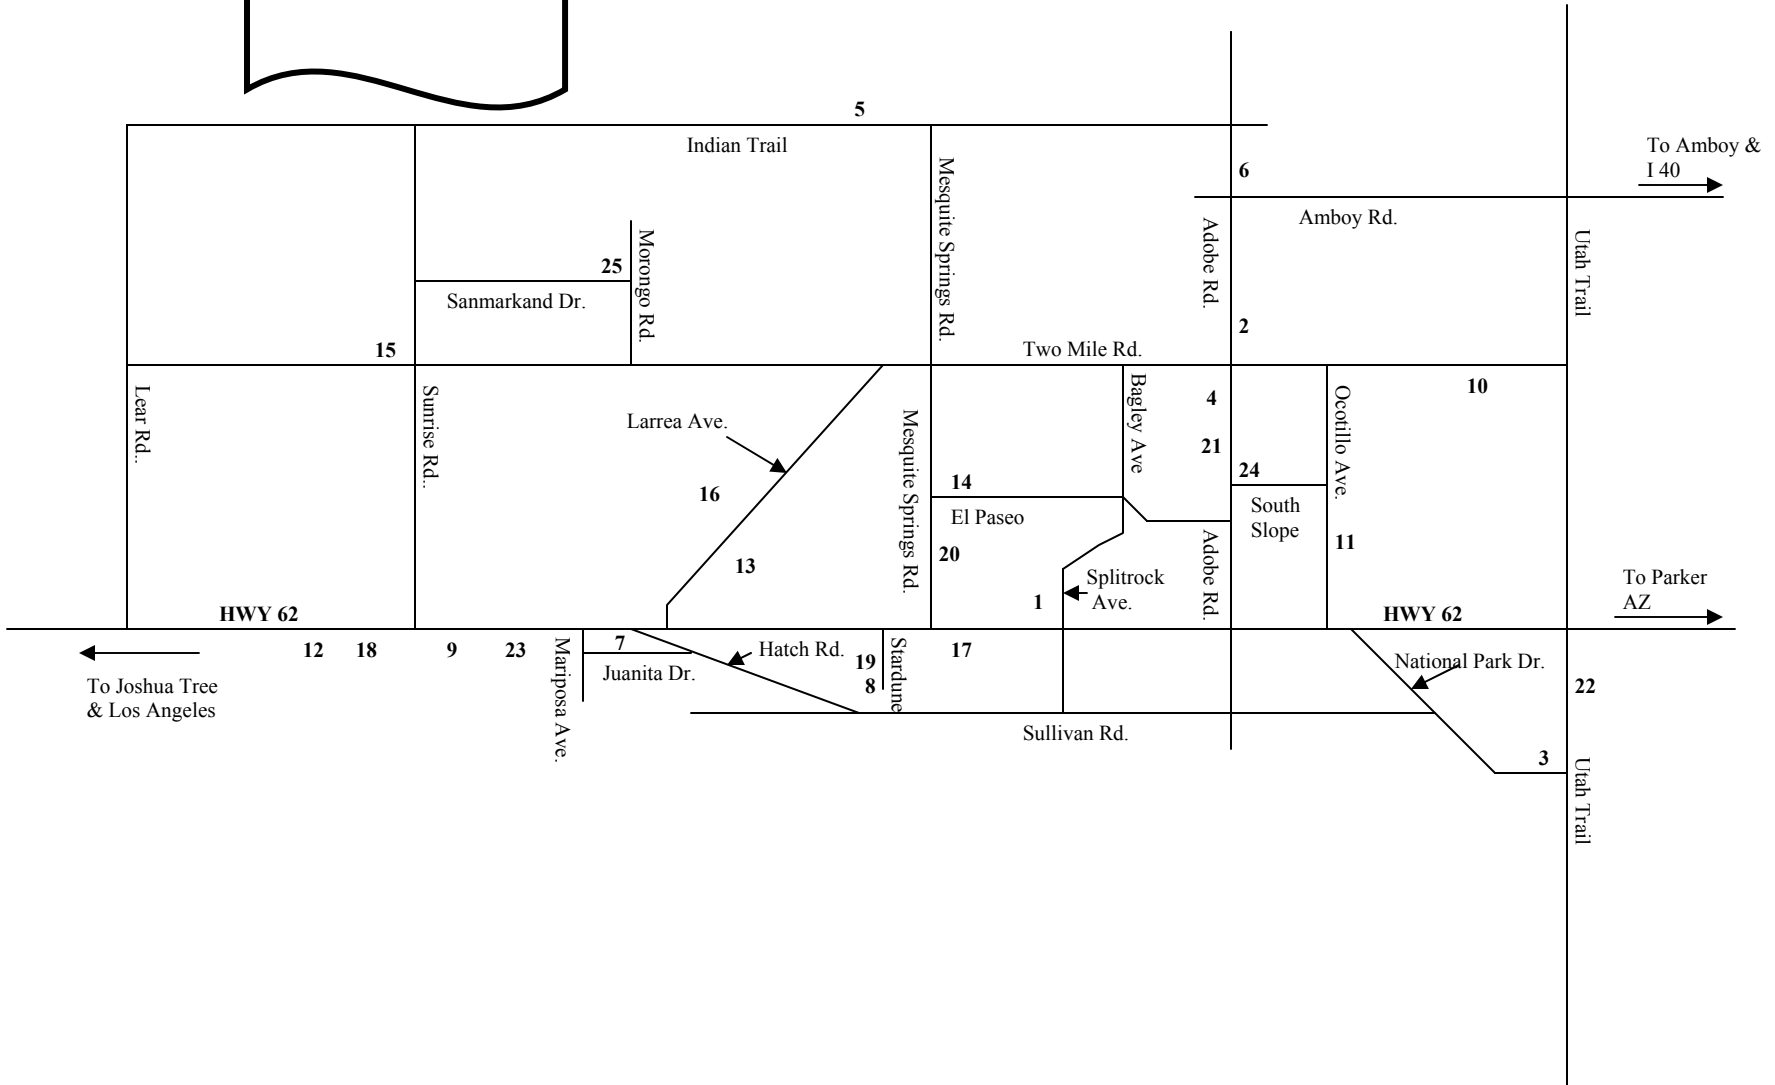 5
Indian Trail
To Amboy &
I 40
6
Mesquite Springs Rd.
Amboy Rd.
Adobe Rd.
Utah Trail
Morongo Rd.
25
Sanmarkand Dr.
2
15
Two Mile Rd.
Lear Rd..
Sunrise Rd..
Larrea Ave.
Mesquite Springs Rd.
Bagley Ave
4
Ocotillo Ave.
10
21
24
16
14
South
Slope
El Paseo
Adobe Rd.
11
20
13
Splitrock
Ave.
1
To Parker
AZ
HWY 62
HWY 62
12
18
9
23
Mariposa Ave.
7
Hatch Rd.
19
Stardune
17
National Park Dr.
Juanita Dr.
8
22
To Joshua Tree
& Los Angeles
Sullivan Rd.
3
Utah Trail